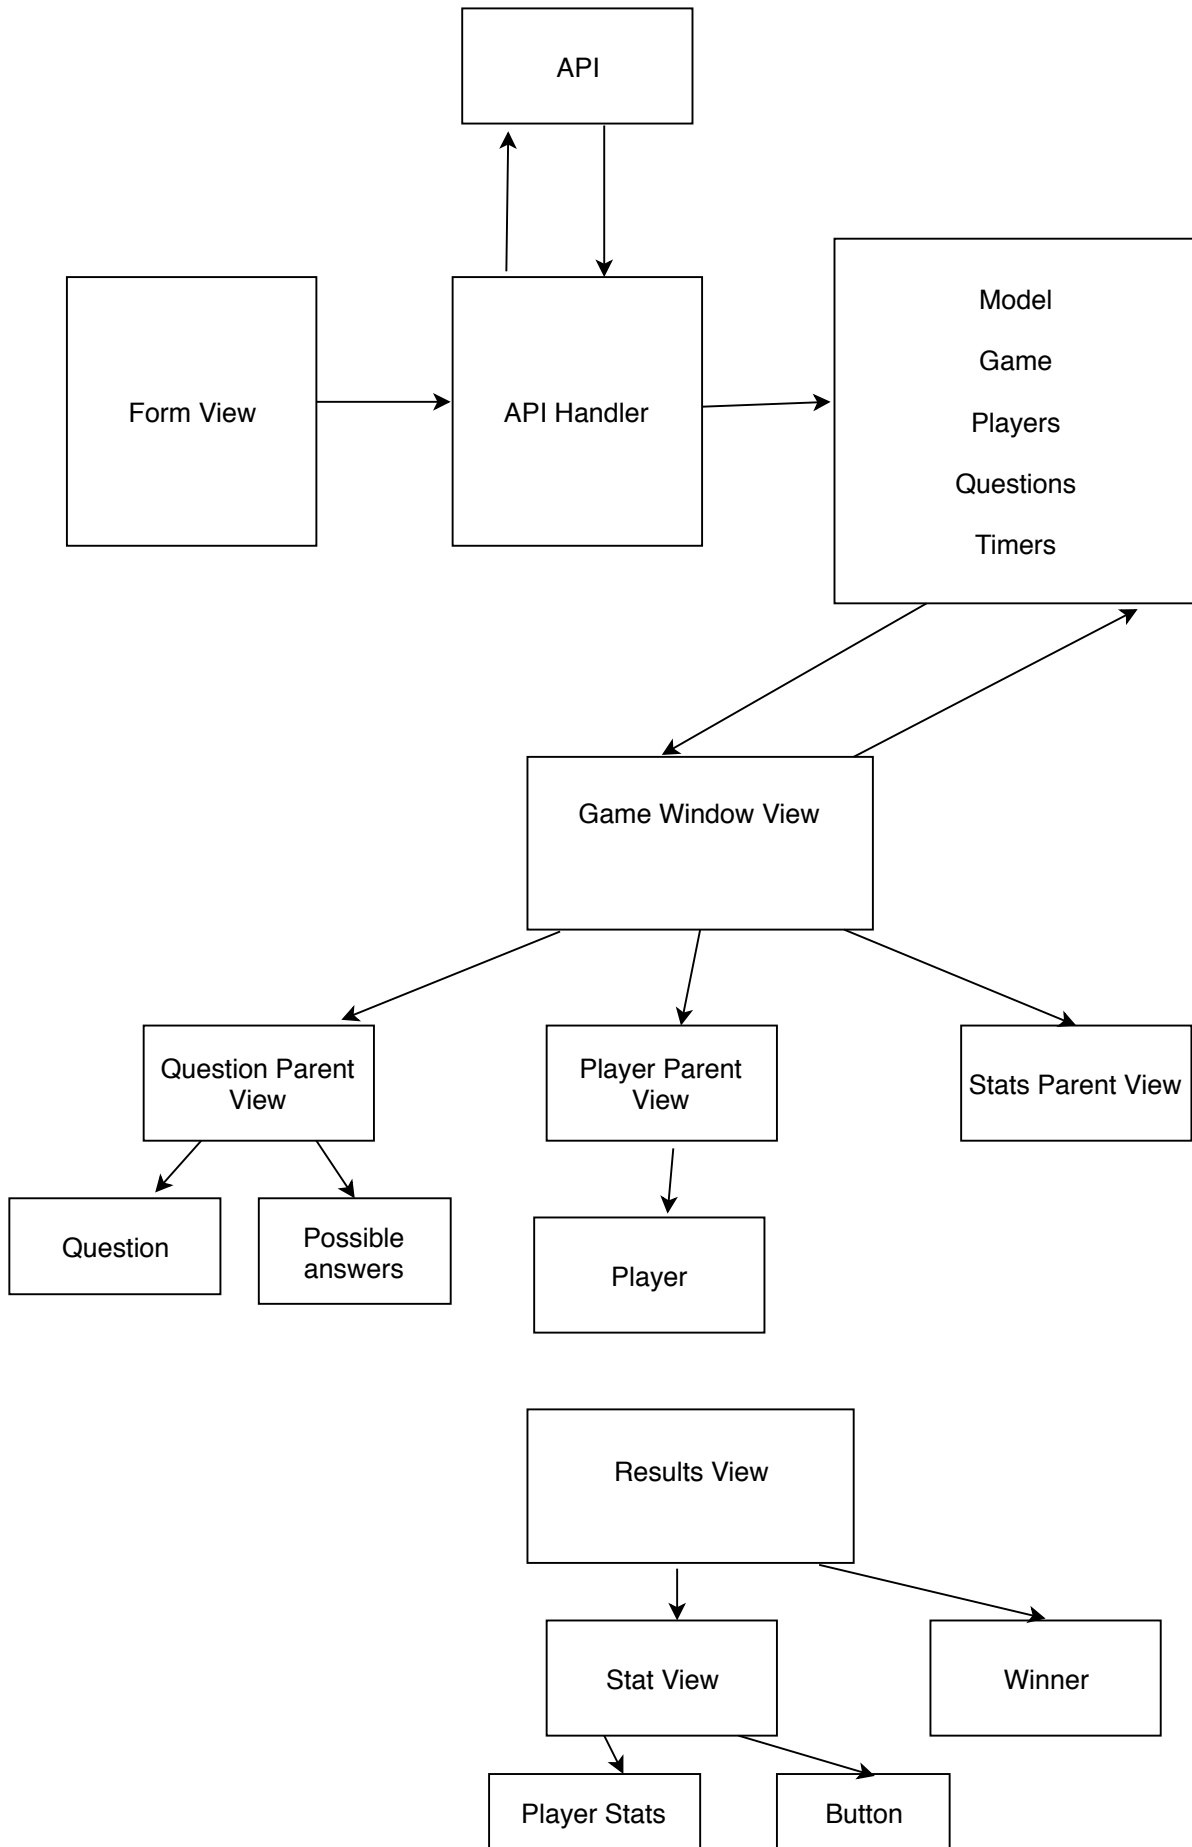 API
Form View
API Handler
Model
Game
Players
Questions
Timers
Game Window View
Question Parent
View
Player Parent
View
Stats Parent View
Question
Possible
answers
Player
Results View
Stat View
Winner
Player Stats
Button